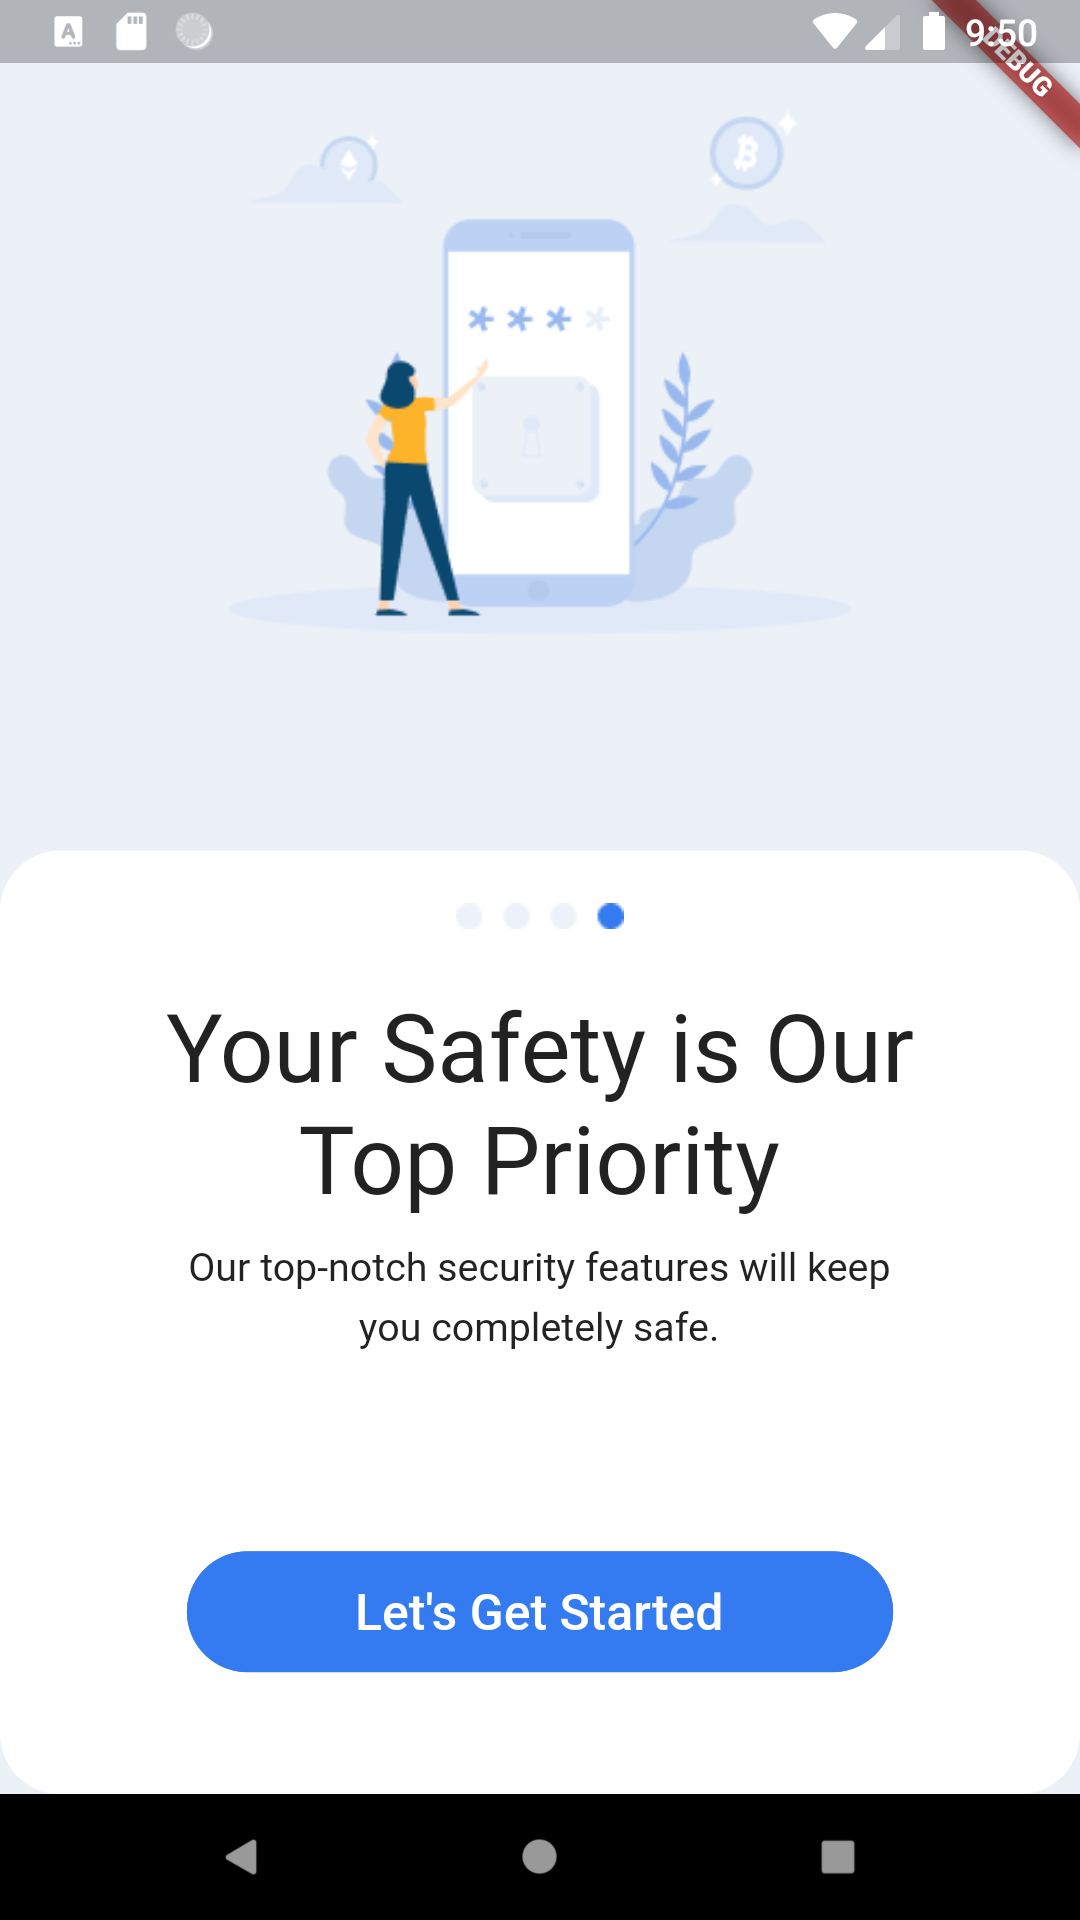 9:50
DEBUG
* * * *
Your Safety is Our
Top Priority
Our top-notch security features will keep
you completely safe.
Let's Get Started